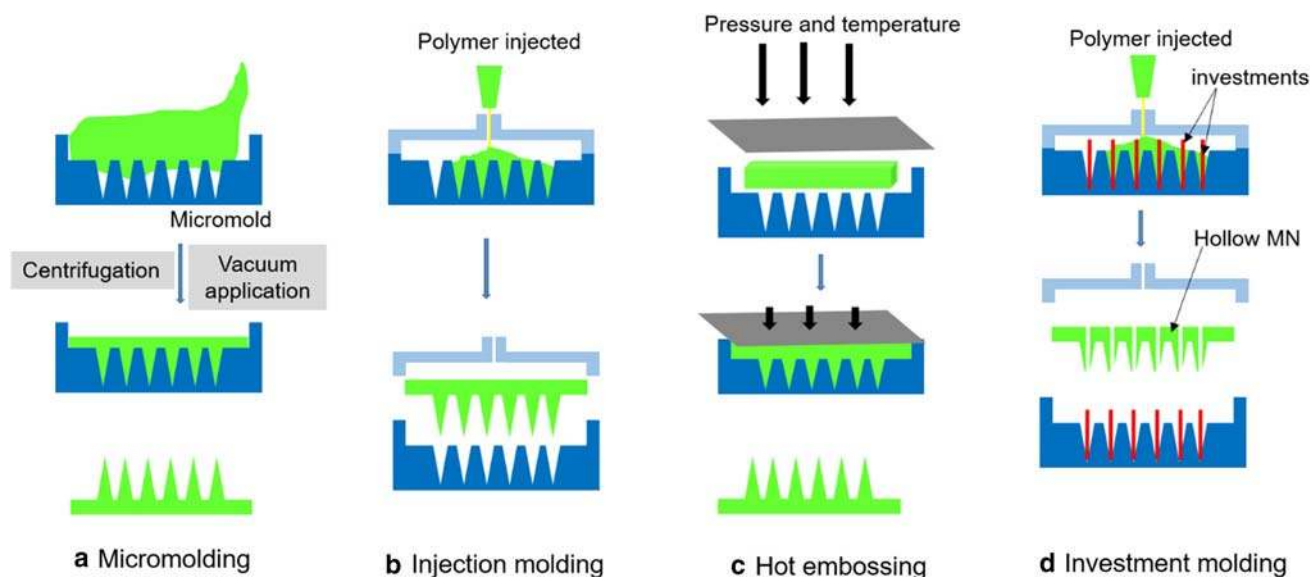 Micromold
Centrifugation
Vacuum
application
a Micromolding
Polymer injected
b Injection molding
Pressure and temperature
c Hot embossing
Polymer injected
investments
Hollow MN
d Investment molding